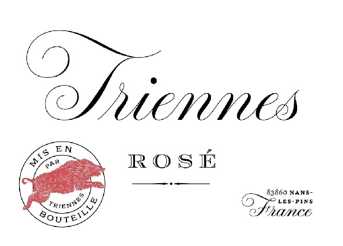 Triennes
ROSÉ
MIS EN
PAR
TRIENNES
BOUTEILLE
83860 NANS-
LES-PINS
France